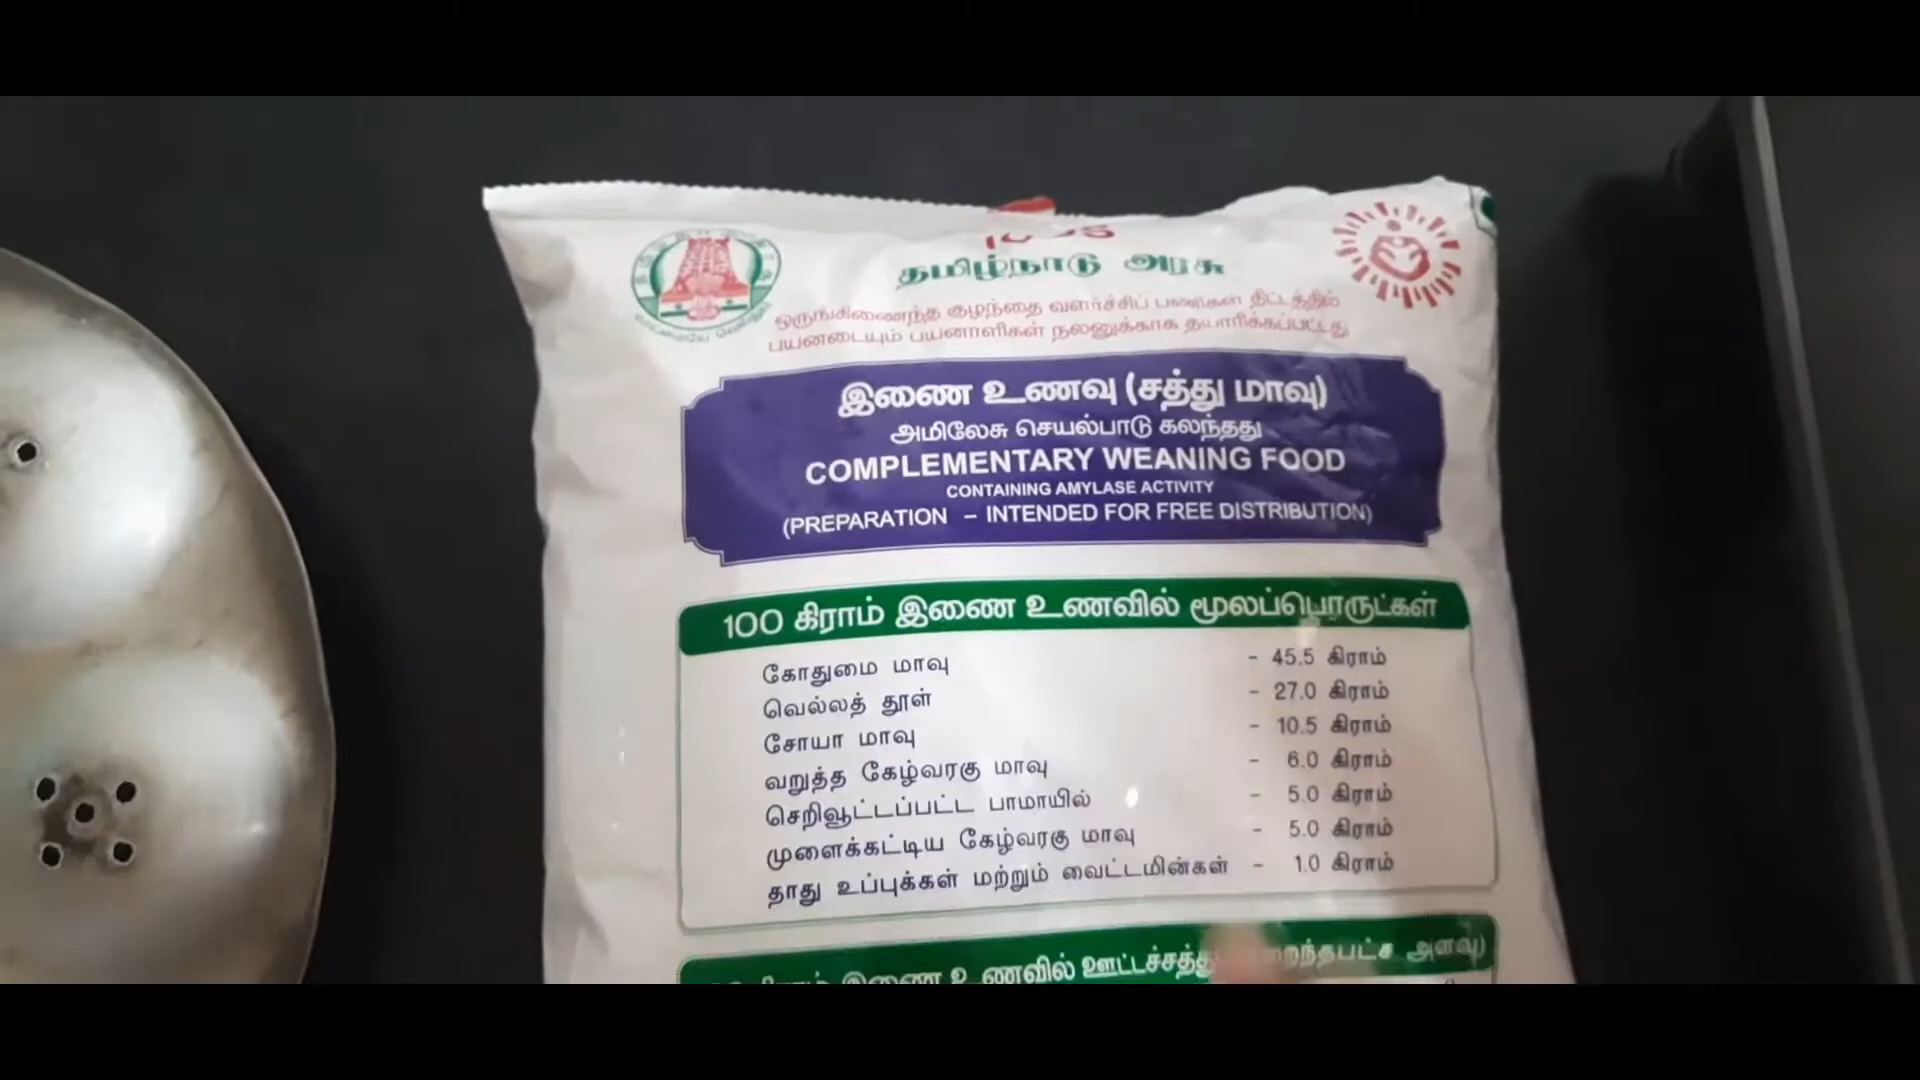 தமிழ்நாடு அரசு
ஒருங்கிணைந்த குழந்தை வளர்ச்சிப் பணிகள் திட்டத்தில்
பயனடையும் பயனாளிகள் நலனுக்காக தயாரிக்கப்பட்டது
இணை உணவு (சத்து மாவு)
அமிலேசு செயல்பாடு கலந்தது
COMPLEMENTARY WEANING FOOD
CONTAINING AMYLASE ACTIVITY
(PREPARATION – INTENDED FOR FREE DISTRIBUTION)
100 கிராம் இணை உணவில் மூலப்பொருட்கள்
கோதுமை மாவு - 45.5 கிராம்
வெல்லத் தூள் - 27.0 கிராம்
சோயா மாவு - 10.5 கிராம்
வறுத்த கேழ்வரகு மாவு - 6.0 கிராம்
செறிவூட்டப்பட்ட பாமாயில் - 5.0 கிராம்
முளைக்கட்டிய கேழ்வரகு மாவு - 5.0 கிராம்
தாது உப்புக்கள் மற்றும் வைட்டமின்கள் - 1.0 கிராம்
கிராம் இணை உணவில் அளவு)